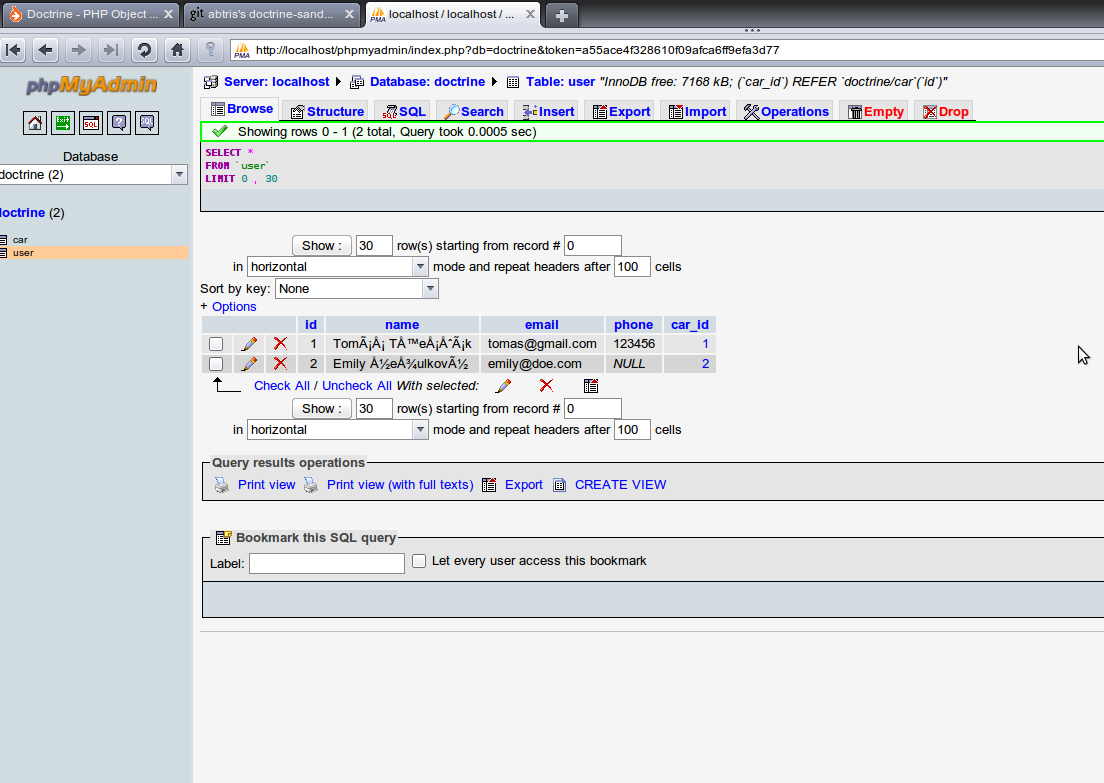 Doctrine - PHP Object ...
git abtris's doctrine-sand...
PMA localhost / localhost / ...
PMA http://localhost/phpmyadmin/index.php?db=doctrine&token=a55ace4f328610f09afca6ff9efa3d77
phpMyAdmin
Server: localhost Database: doctrine Table: user "InnoDB free: 7168 kB; (`car_id`) REFER `doctrine/car`(`id`)"
Browse Structure SQL Search Insert Export Import Operations Empty Drop
Exit SQL ? SQL
Showing rows 0 - 1 (2 total, Query took 0.0005 sec)
SELECT *
FROM `user`
LIMIT 0 , 30
Database
doctrine (2)
loctrine (2)
car
user
Show : 30 row(s) starting from record # 0
in horizontal mode and repeat headers after 100 cells
Sort by key: None
+ Options
id name email phone car_id
1 TomÃ¡Å¡ TÅ™eÅ¡Åˆ Ã¡k tomas@gmail.com 123456 1
2 Emily Å½eÅ¾ulkovÃ½ emily@doe.com NULL 2
Check All / Uncheck All With selected:
Show : 30 row(s) starting from record # 0
in horizontal mode and repeat headers after 100 cells
Query results operations
Print view Print view (with full texts) Export CREATE VIEW
Bookmark this SQL query
Label: Let every user access this bookmark